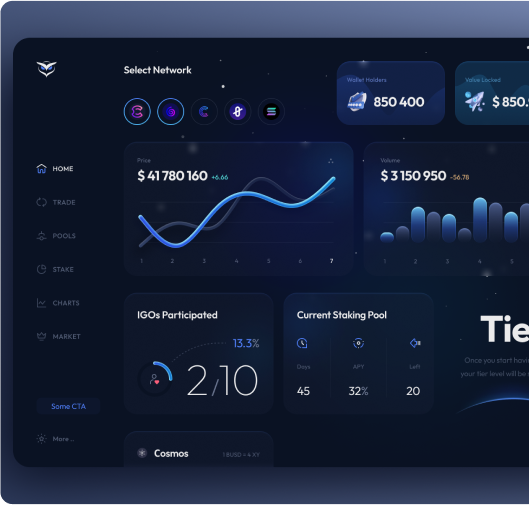 Select Network
Wallet Holders
850 400
Value Locked
$ 850.
HOME
TRADE
POOLS
STAKE
CHARTS
MARKET
Some CTA
More ..
Price
$ 41 780 160 +6.66
1 2 3 4 5 6 7
Volume
$ 3 150 950 -56.78
1 2 3 4 5
IGOs Participated
13.3%
2/10
Current Staking Pool
Days APY Left
45 32% 20
Tie
Once you start havi
your tier level will be
Cosmos
1 BUSD = 4 XY